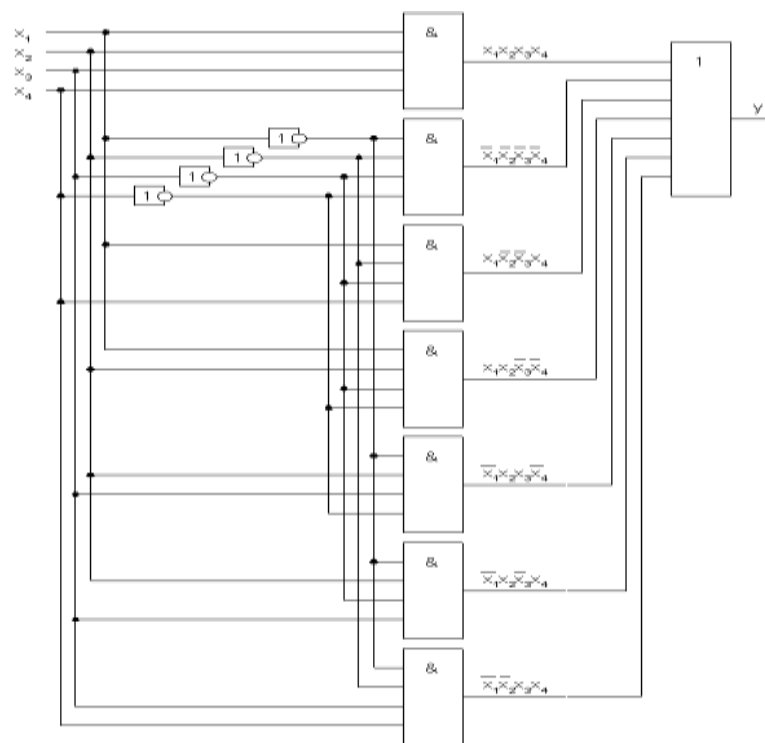 X₁
X₂
X₃
X₄
&
X₁X₂X₃X₄
1
Y
1
1
1
1
&
X̅₁X̅₂X̅₃X̅₄
&
X₁X̅₂X̅₃X₄
&
X₁X₂X̅₃X̅₄
&
X̅₁X₂X₃X̅₄
&
X̅₁X₂X̅₃X₄
&
X̅₁X̅₂X₃X₄